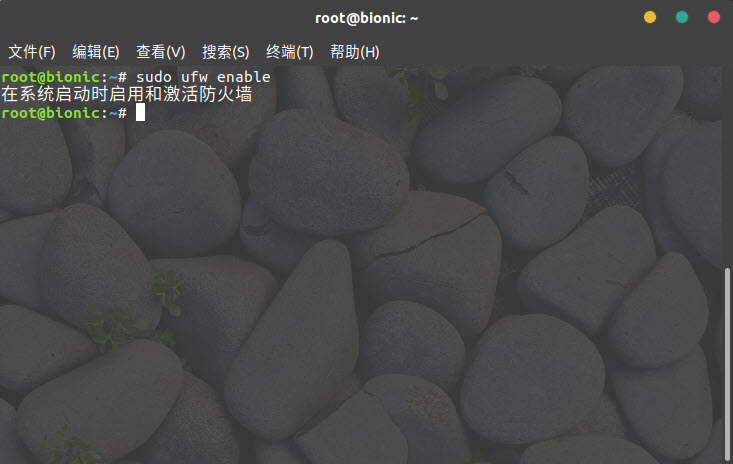 root@bionic: ~
文件(F) 编辑(E) 查看(V) 搜索(S) 终端(T) 帮助(H)
root@bionic:~# sudo ufw enable
在系统启动时启用和激活防火墙
root@bionic:~#